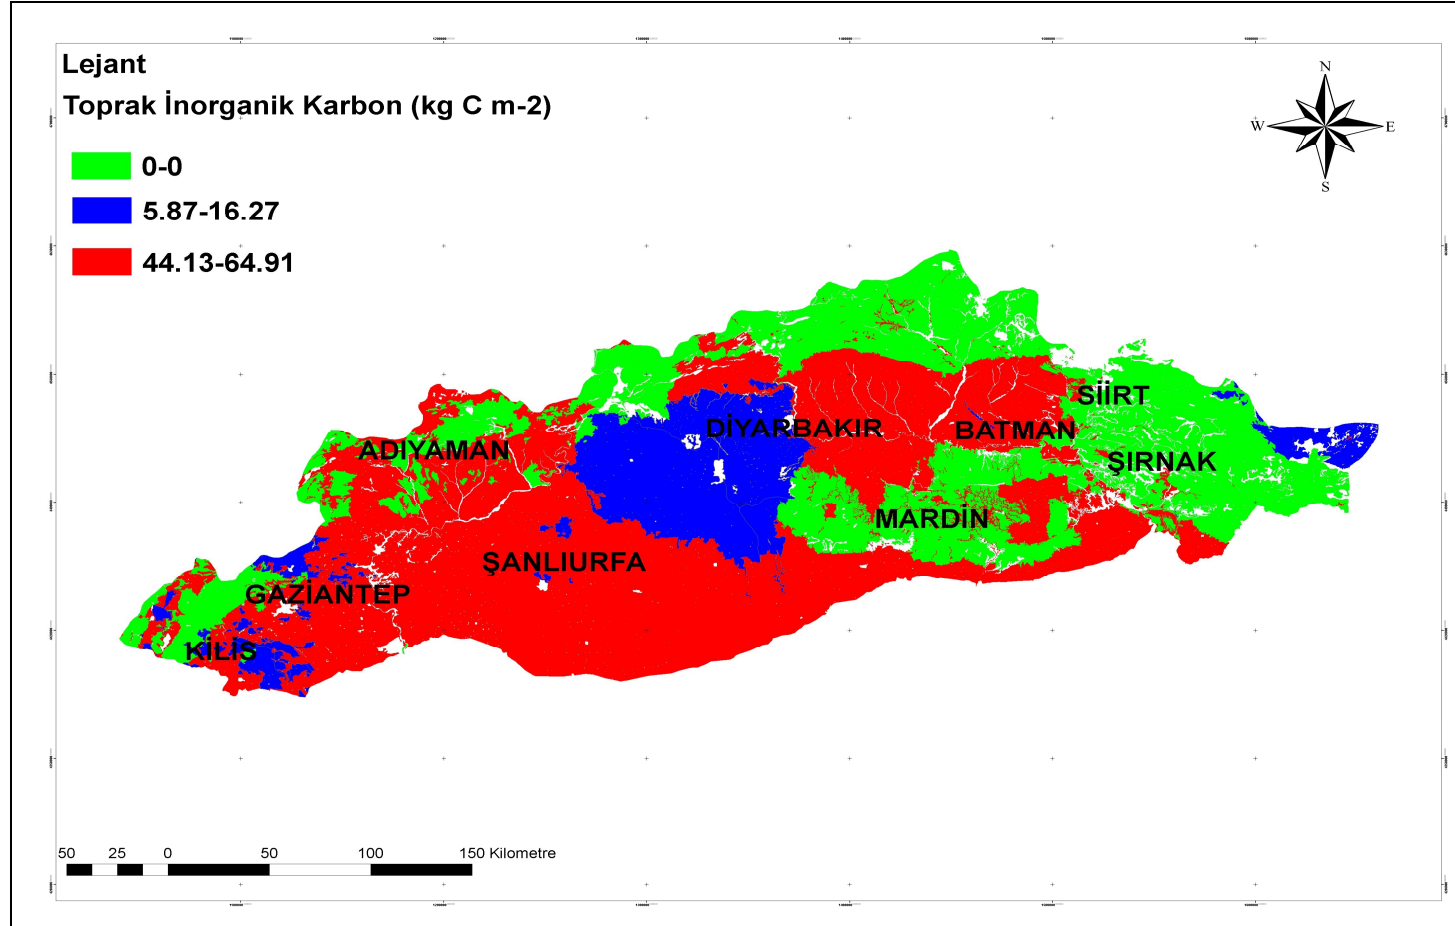 Lejant
Toprak İnorganik Karbon (kg C m-2)
0-0
5.87-16.27
44.13-64.91
N
W E
S
SİİRT
DİYARBAKIR
BATMAN
ADIYAMAN
ŞIRNAK
MARDİN
ŞANLIURFA
GAZİANTEP
KİLİS
50 25 0 50 100 150 Kilometre